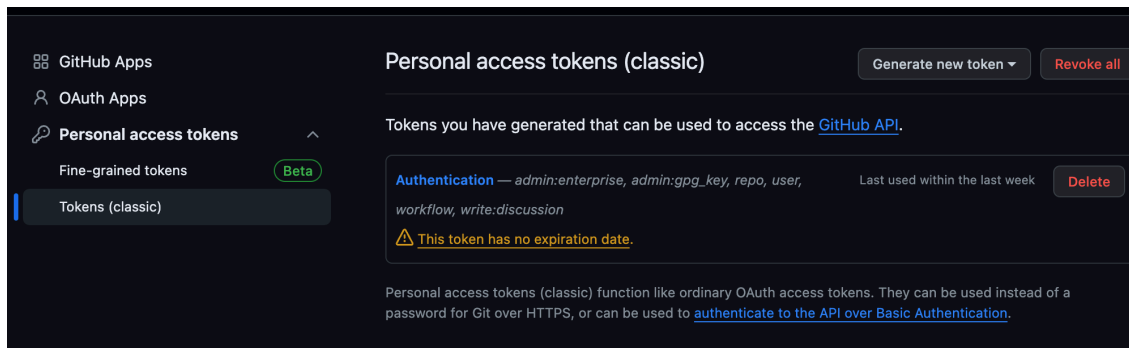 GitHub Apps
OAuth Apps
Personal access tokens
Fine-grained tokens Beta
Tokens (classic)
Personal access tokens (classic) Generate new token Revoke all
Tokens you have generated that can be used to access the GitHub API.
Authentication — admin:enterprise, admin:gpg_key, repo, user, Last used within the last week Delete
workflow, write:discussion
This token has no expiration date.
Personal access tokens (classic) function like ordinary OAuth access tokens. They can be used instead of a
password for Git over HTTPS, or can be used to authenticate to the API over Basic Authentication.